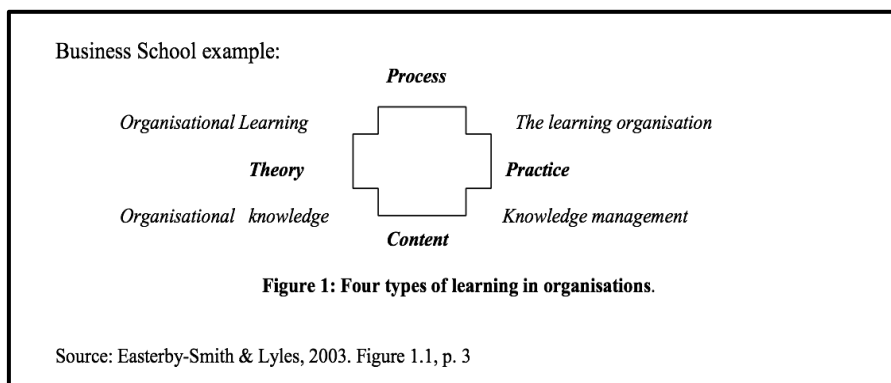 Business School example:
Process
Organisational Learning The learning organisation
Theory Practice
Organisational knowledge Knowledge management
Content
Figure 1: Four types of learning in organisations.
Source: Easterby-Smith & Lyles, 2003. Figure 1.1, p. 3